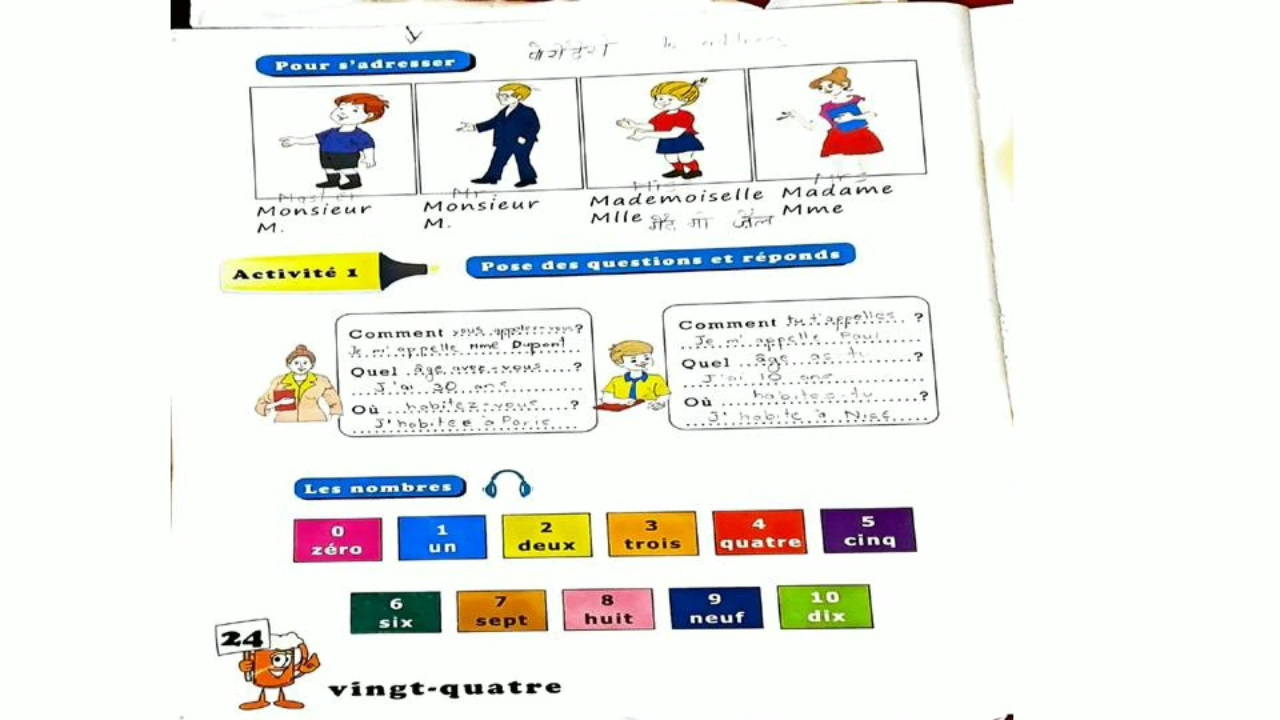 Pour s'adresser
Monsieur
M.
Mr
Monsieur
M.
Mademoiselle
Mlle
Madame
Mme
Activité 1
Pose des questions et réponds
Comment vous appelez-vous?
Je m'appelle Mme Dupont
Quel âge avez-vous ?
J'ai 30 ans
Où habitez-vous ?
J'habite à Paris
Comment tu t'appelles ?
Je m'appelle Paul
Quel âge as tu ?
J'ai 10 ans
Où habites-tu ?
J'habite à Nice
Les nombres
0 1 2 3 4 5
zéro un deux trois quatre cinq
6 7 8 9 10
six sept huit neuf dix
24
vingt-quatre